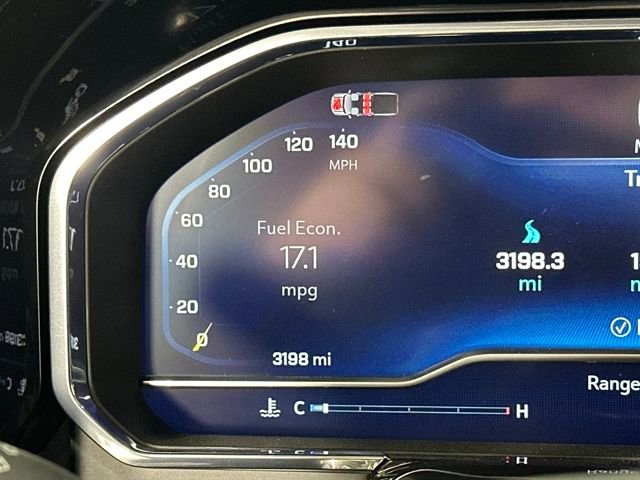 120 140
100 MPH
80
60
40
20
0
Fuel Econ.
17.1
mpg
3198.3
mi
3198 mi
Range
C H